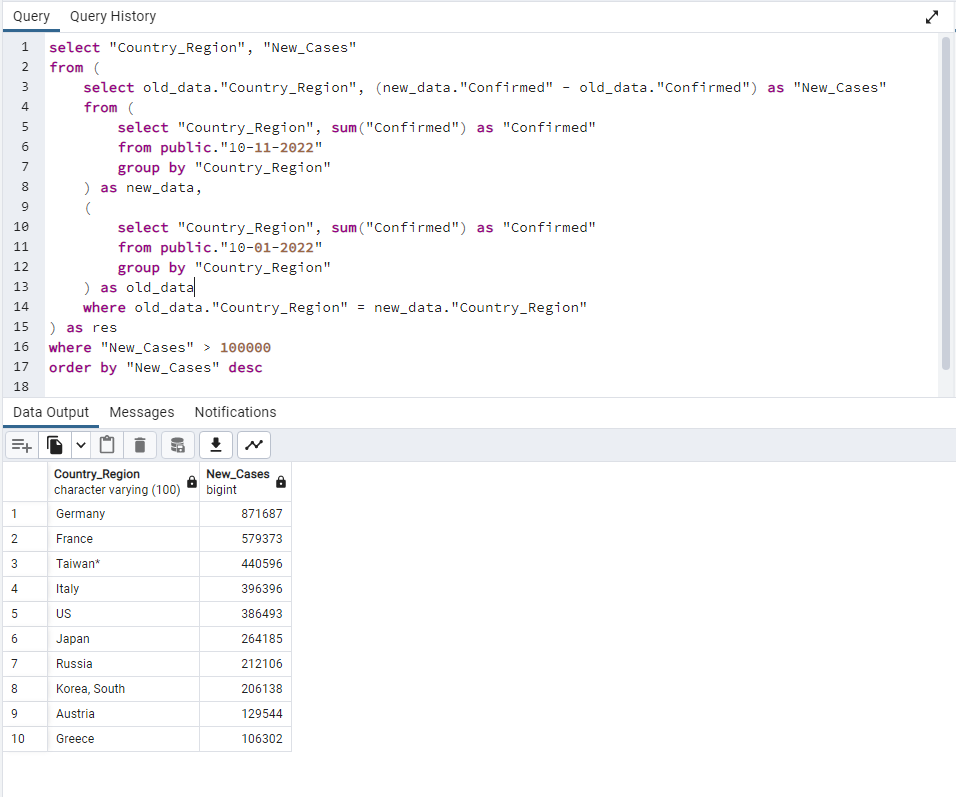 Query Query History
1 select "Country_Region", "New_Cases"
2 from (
3 select old_data."Country_Region", (new_data."Confirmed" - old_data."Confirmed") as "New_Cases"
4 from (
5 select "Country_Region", sum("Confirmed") as "Confirmed"
6 from public."10-11-2022"
7 group by "Country_Region"
8 ) as new_data,
9 (
10 select "Country_Region", sum("Confirmed") as "Confirmed"
11 from public."10-01-2022"
12 group by "Country_Region"
13 ) as old_data
14 where old_data."Country_Region" = new_data."Country_Region"
15 ) as res
16 where "New_Cases" > 100000
17 order by "New_Cases" desc
18
Data Output Messages Notifications
Country_Region New_Cases
character varying (100) bigint
1 Germany 871687
2 France 579373
3 Taiwan* 440596
4 Italy 396396
5 US 386493
6 Japan 264185
7 Russia 212106
8 Korea, South 206138
9 Austria 129544
10 Greece 106302